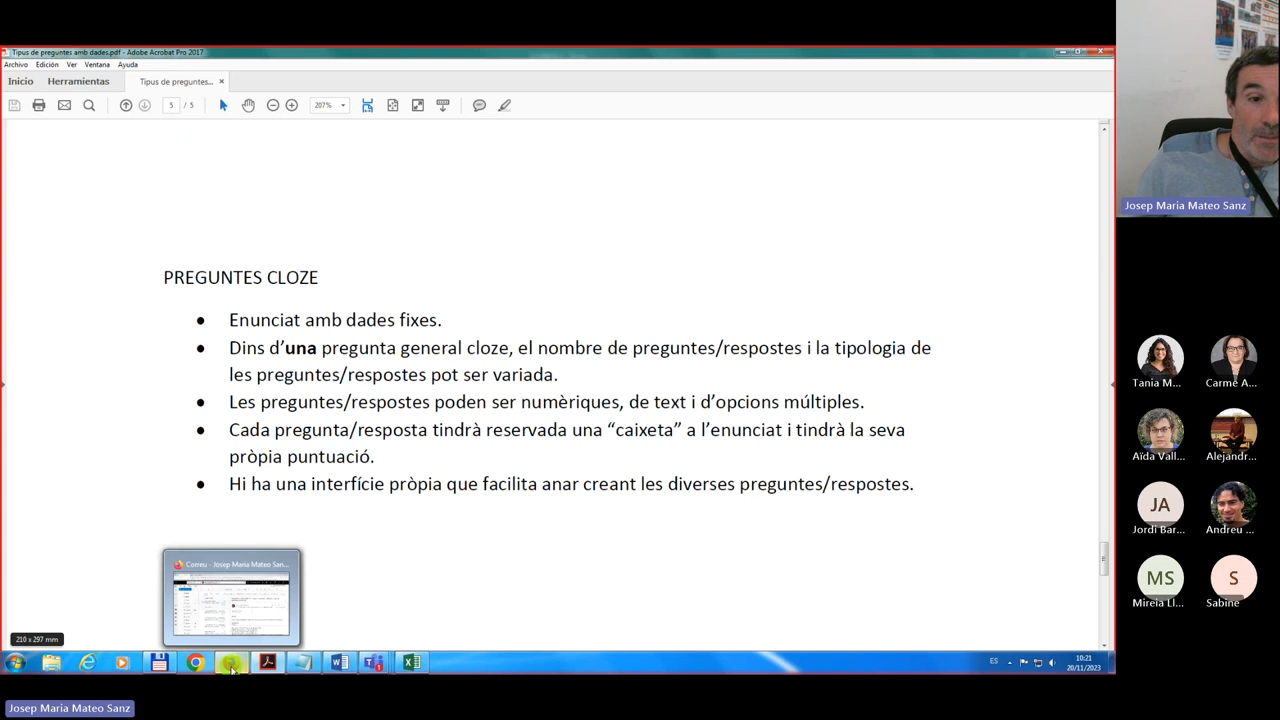 Tipus de preguntes amb dades.pdf - Adobe Acrobat Pro 2017
Archivo Edición Ver Ventana Ayuda
Inicio Herramientas Tipus de preguntes... ×
5 / 5 207%
PREGUNTES CLOZE
• Enunciat amb dades fixes.
• Dins d’una pregunta general cloze, el nombre de preguntes/respostes i la tipologia de
les preguntes/respostes pot ser variada.
• Les preguntes/respostes poden ser numèriques, de text i d’opcions múltiples.
• Cada pregunta/resposta tindrà reservada una “caixeta” a l’enunciat i tindrà la seva
pròpia puntuació.
• Hi ha una interfície pròpia que facilita anar creant les diverses preguntes/respostes.
Correu - Josep Maria Mateo San...
210 x 297 mm
ES
10:21
20/11/2023
Josep Maria Mateo Sanz
Josep Maria Mateo Sanz
Tania M... Carme A...
Aïda Vall... Alejandr...
JA
Jordi Bar... Andreu ...
MS S
Mireia Ll... Sabine